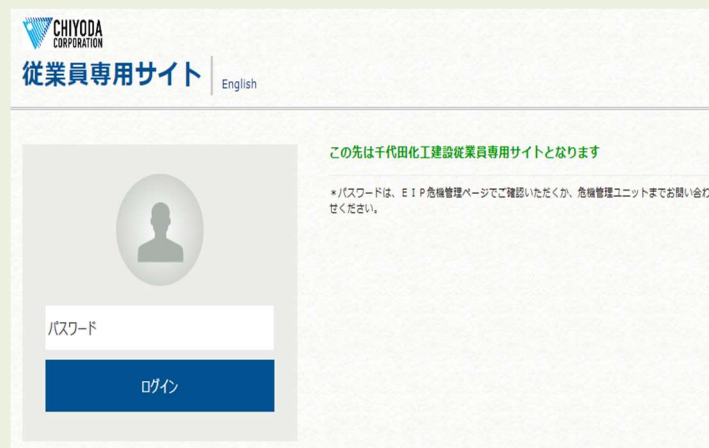 CHIYODA
CORPORATION
従業員専用サイト
English
この先は千代田化工建設従業員専用サイトとなります
*パスワードは、EIP危機管理ページでご確認いただくか、危機管理ユニットまでお問い合わ
せください。
パスワード
ログイン